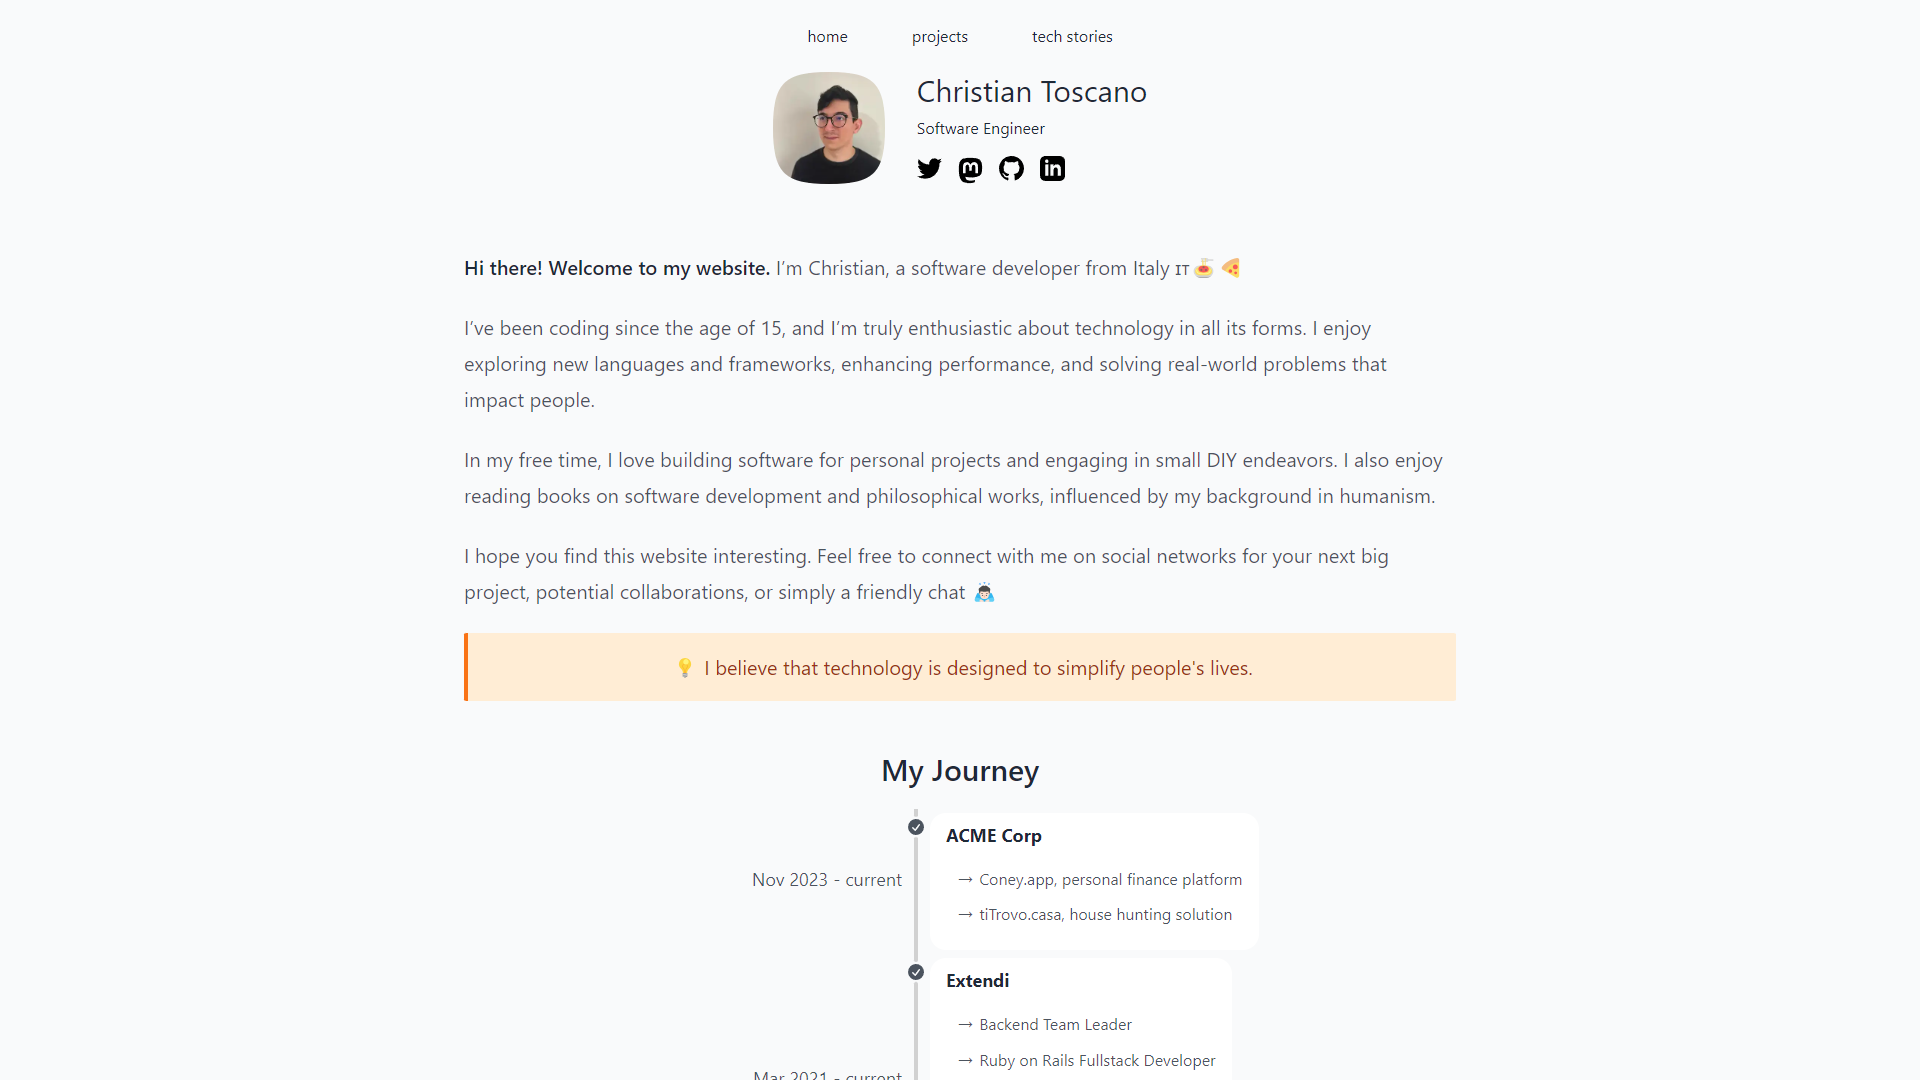 home projects tech stories
Christian Toscano
Software Engineer
Hi there! Welcome to my website. I’m Christian, a software developer from Italy ɪᴛ🍝 🍕
I’ve been coding since the age of 15, and I’m truly enthusiastic about technology in all its forms. I enjoy
exploring new languages and frameworks, enhancing performance, and solving real-world problems that
impact people.
In my free time, I love building software for personal projects and engaging in small DIY endeavors. I also enjoy
reading books on software development and philosophical works, influenced by my background in humanism.
I hope you find this website interesting. Feel free to connect with me on social networks for your next big
project, potential collaborations, or simply a friendly chat 🙇🏻
💡 I believe that technology is designed to simplify people's lives.
My Journey
ACME Corp
Nov 2023 - current
→ Coney.app, personal finance platform
→ tiTrovo.casa, house hunting solution
Extendi
→ Backend Team Leader
→ Ruby on Rails Fullstack Developer
Mar 2021 - current